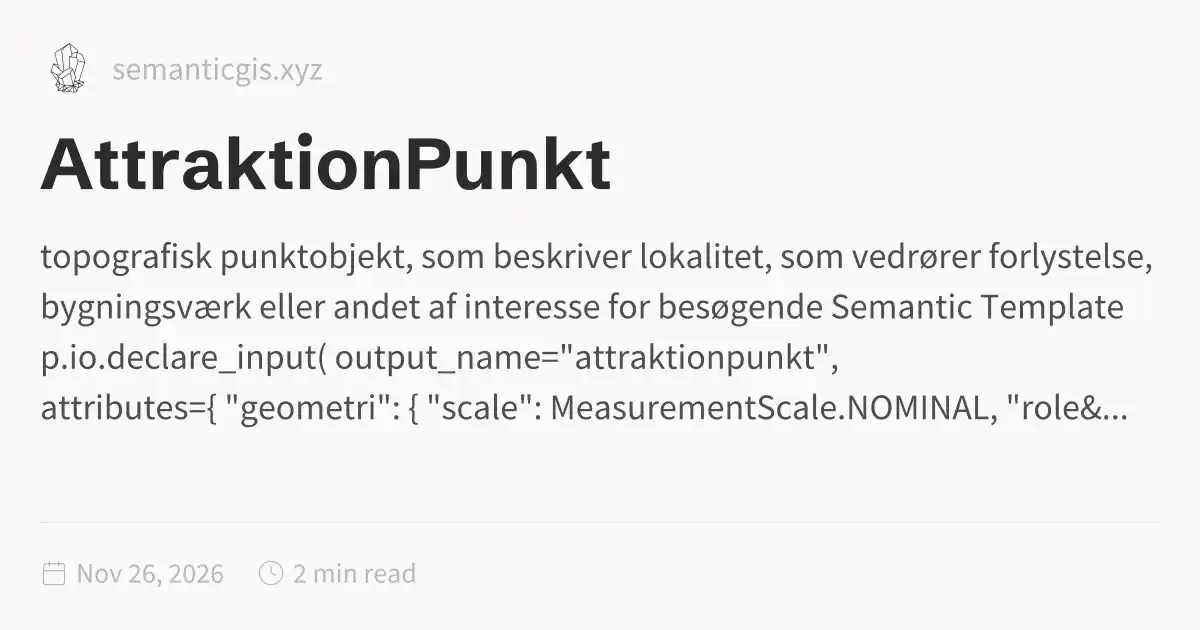 semanticgis.xyz
AttraktionPunkt
topografisk punktobjekt, som beskriver lokalitet, som vedrører forlystelse,
bygningsværk eller andet af interesse for besøgende Semantic Template
p.io.declare_input( output_name="attraktionpunkt",
attributes={ "geometri": { "scale": MeasurementScale.NOMINAL, "role&...
Nov 26, 2026 2 min read